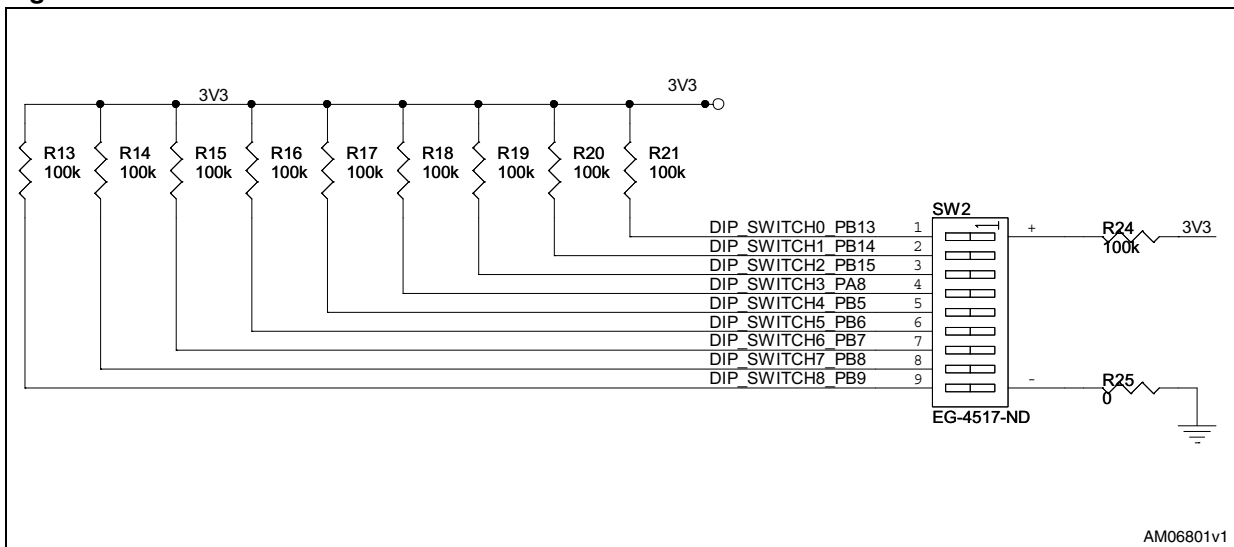 3V3
3V3
R13
100k
R14
100k
R15
100k
R16
100k
R17
100k
R18
100k
R19
100k
R20
100k
R21
100k
SW2
DIP_SWITCH0_PB13 1
DIP_SWITCH1_PB14 2
DIP_SWITCH2_PB15 3
DIP_SWITCH3_PA8 4
DIP_SWITCH4_PB5 5
DIP_SWITCH5_PB6 6
DIP_SWITCH6_PB7 7
DIP_SWITCH7_PB8 8
DIP_SWITCH8_PB9 9
+
R24
100k
3V3
-
R25
0
EG-4517-ND
AM06801v1